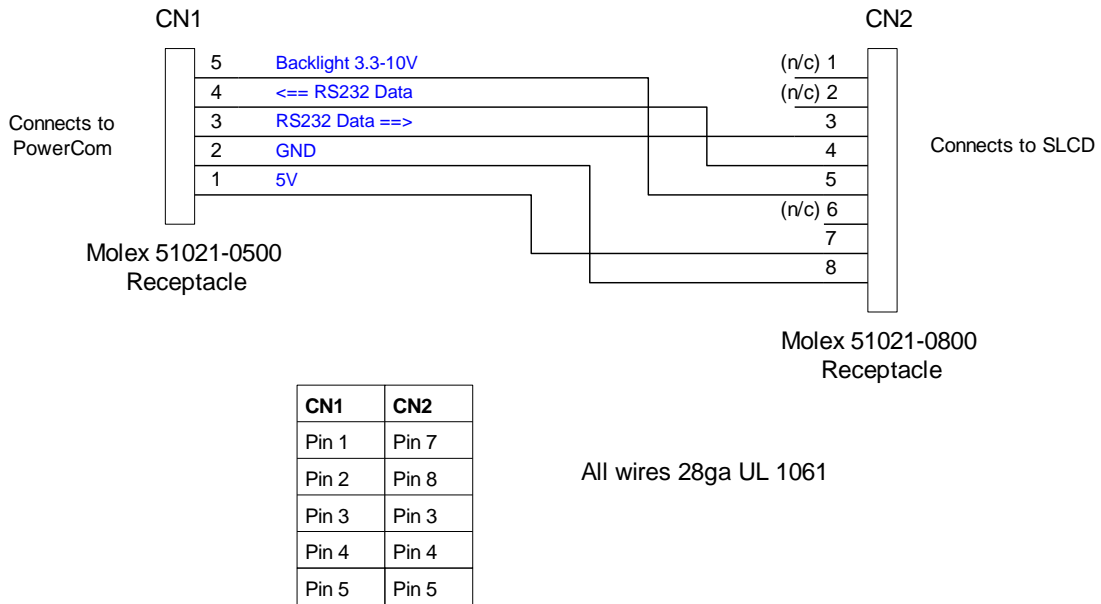 CN1
CN2
5 Backlight 3.3-10V
4 <== RS232 Data
3 RS232 Data ==>
2 GND
1 5V
Connects to
PowerCom
(n/c) 1
(n/c) 2
3
4
5
(n/c) 6
7
8
Connects to SLCD
Molex 51021-0500
Receptacle
Molex 51021-0800
Receptacle
CN1 CN2
Pin 1 Pin 7
Pin 2 Pin 8
Pin 3 Pin 3
Pin 4 Pin 4
Pin 5 Pin 5
All wires 28ga UL 1061